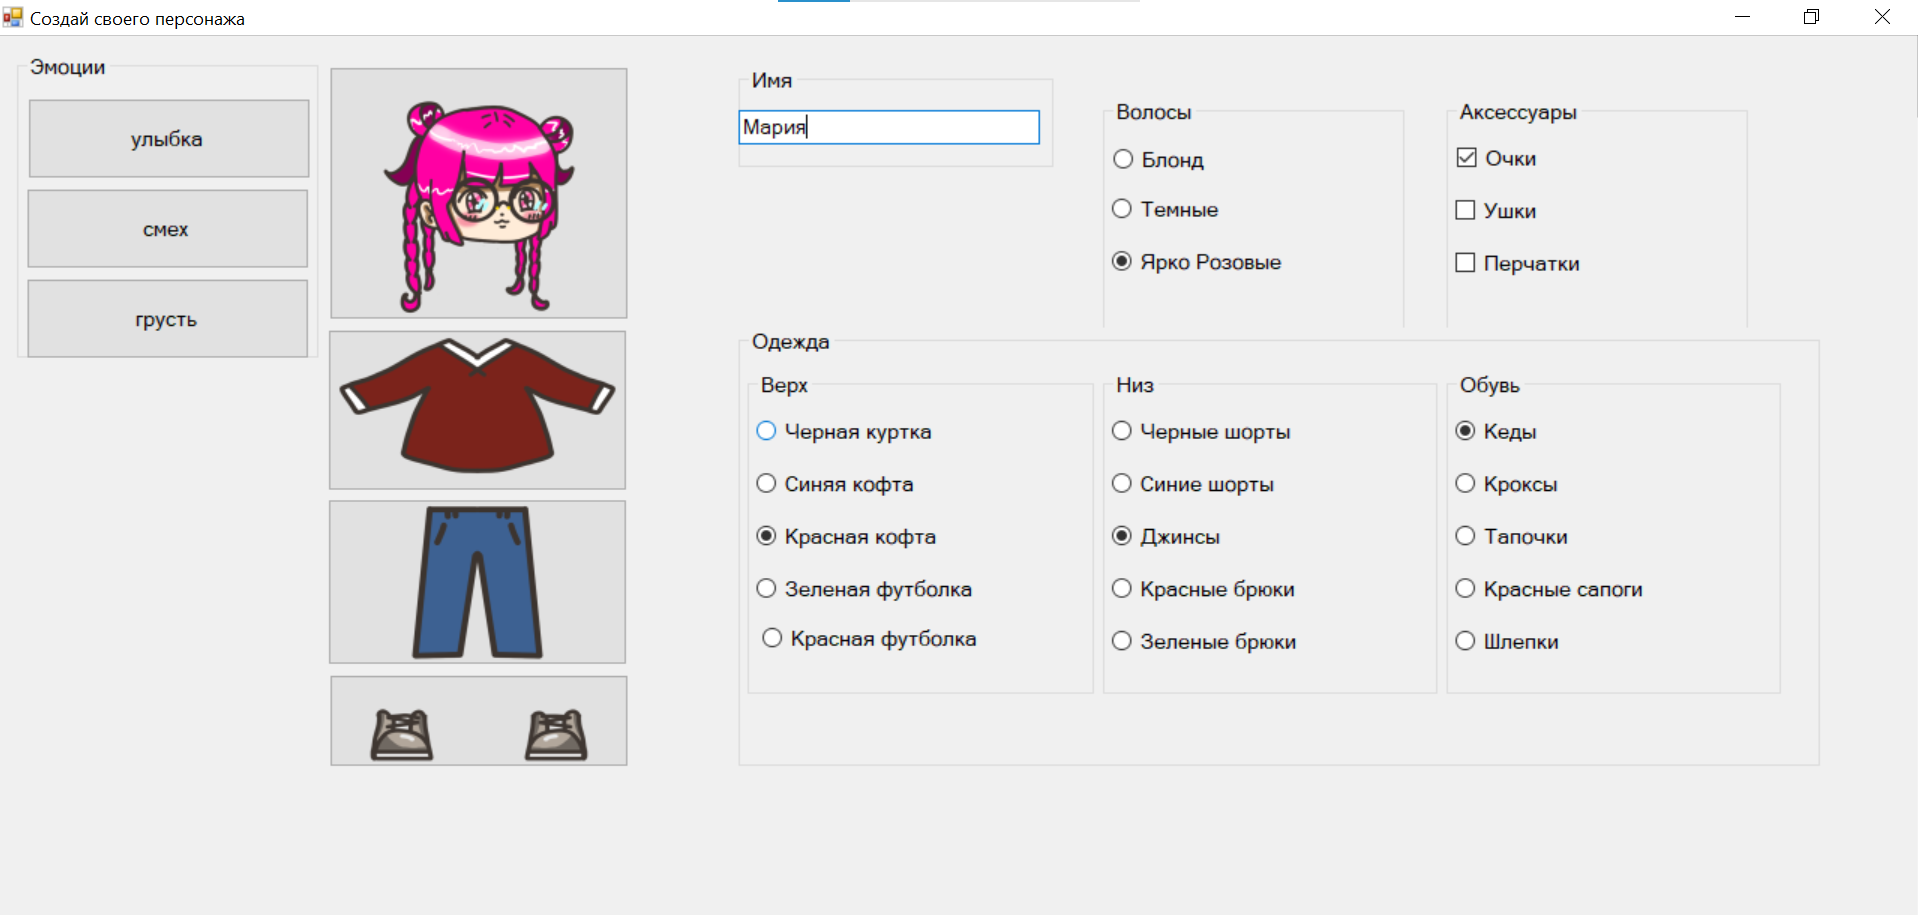 Создай своего персонажа
Эмоции
улыбка
смех
грусть
Имя
Мария
Волосы
Блонд
Темные
Ярко Розовые
Аксессуары
Очки
Ушки
Перчатки
Одежда
Верх
Черная куртка
Синяя кофта
Красная кофта
Зеленая футболка
Красная футболка
Низ
Черные шорты
Синие шорты
Джинсы
Красные брюки
Зеленые брюки
Обувь
Кеды
Кроксы
Тапочки
Красные сапоги
Шлепки